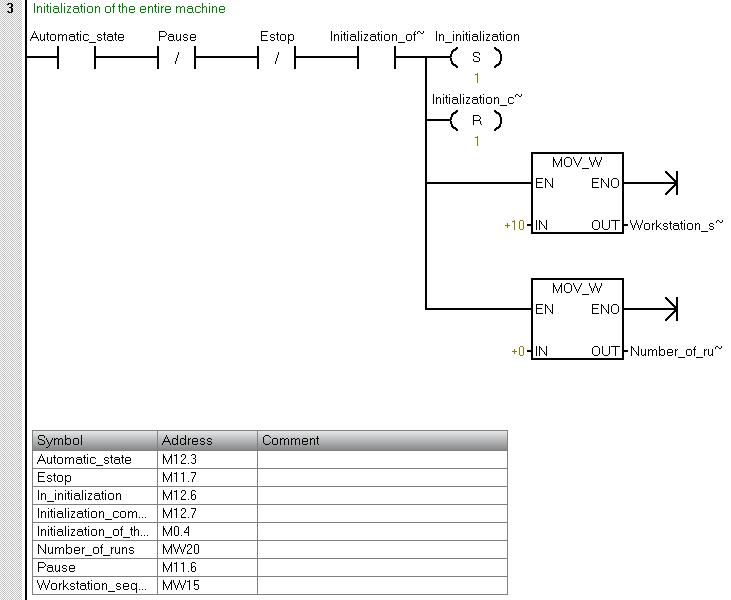 3 Initialization of the entire machine
Automatic_state Pause Estop Initialization_of~ In_initialization
/ / S
1
Initialization_c~
R
1
MOV_W
EN ENO
+10 IN OUT Workstation_s~
MOV_W
EN ENO
+0 IN OUT Number_of_ru~
Symbol Address Comment
Automatic_state M12.3
Estop M11.7
In_initialization M12.6
Initialization_com... M12.7
Initialization_of_th... M0.4
Number_of_runs MW20
Pause M11.6
Workstation_seq... MW15